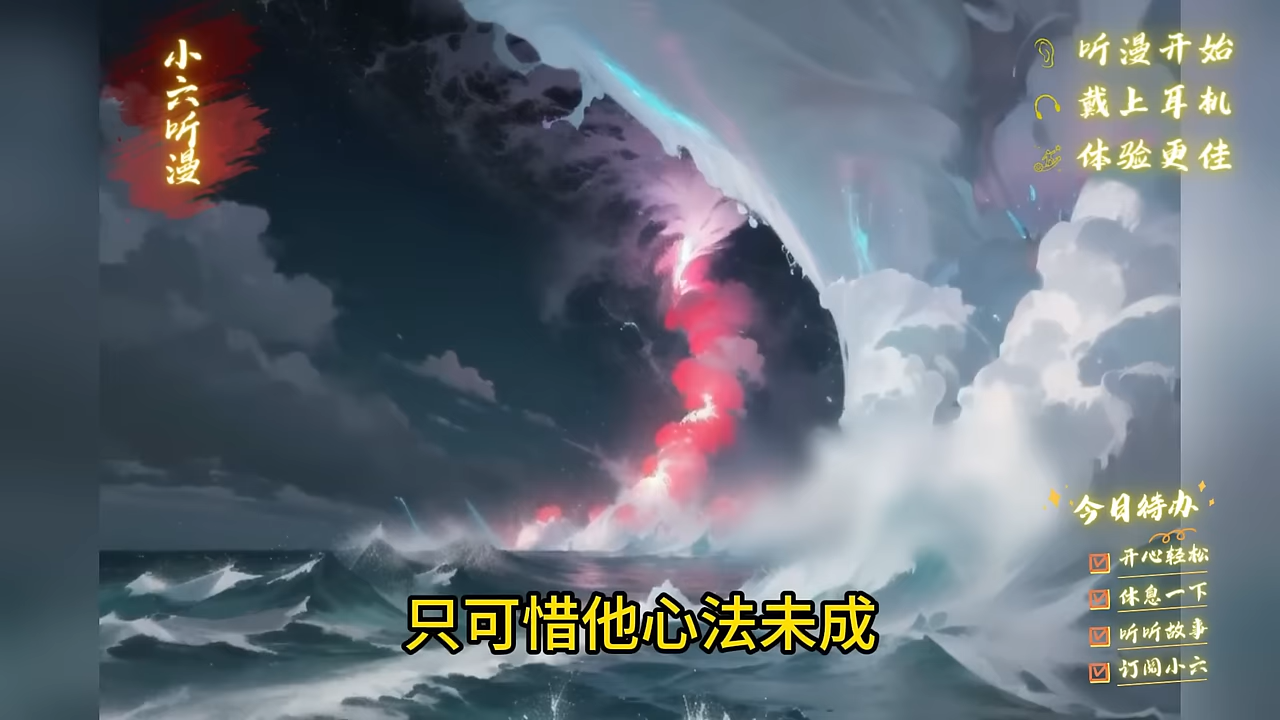 小六听漫
听漫开始
戴上耳机
体验更佳
今日待办
开心轻松
休息一下
听听故事
订阅小六
只可惜他心法未成